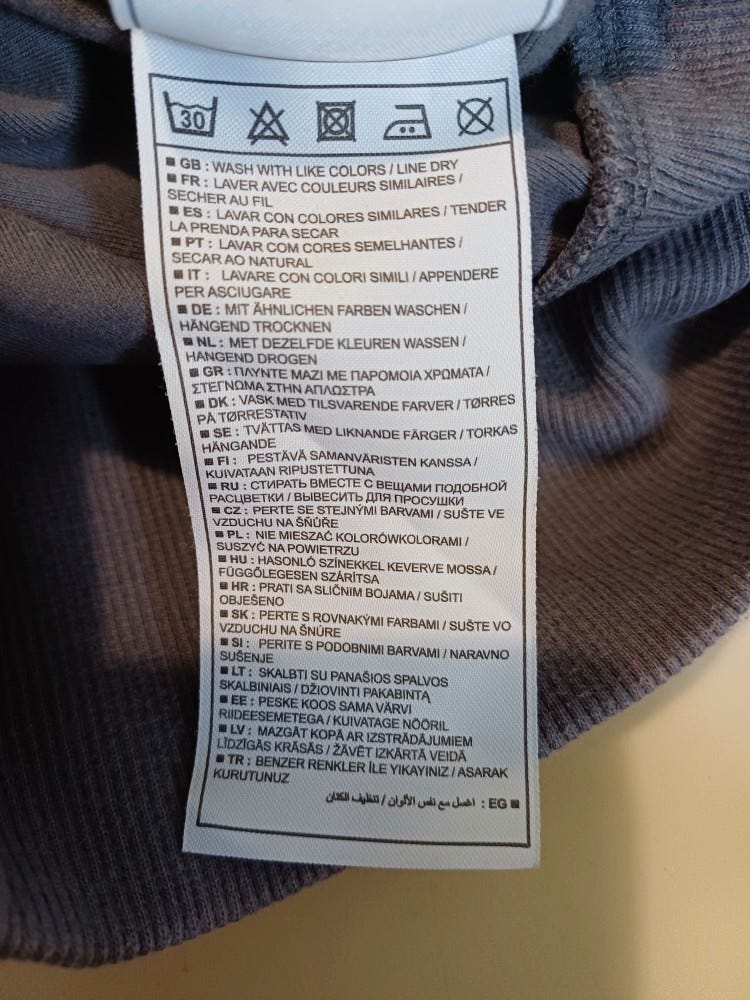 30
■ GB : WASH WITH LIKE COLORS / LINE DRY
■ FR : LAVER AVEC COULEURS SIMILAIRES /
SECHER AU FIL
■ ES : LAVAR CON COLORES SIMILARES / TENDER
LA PRENDA PARA SECAR
■ PT : LAVAR COM CORES SEMELHANTES /
SECAR AO NATURAL
■ IT : LAVARE CON COLORI SIMILI / APPENDERE
PER ASCIUGARE
■ DE : MIT ÄHNLICHEN FARBEN WASCHEN /
HÄNGEND TROCKNEN
■ NL : MET DEZELFDE KLEUREN WASSEN /
HANGEND DROGEN
■ GR : ΠΛΥΝΤΕ ΜΑΖΙ ΜΕ ΠΑΡΟΜΟΙΑ ΧΡΩΜΑΤΑ /
ΣΤΕΓΝΩΜΑ ΣΤΗΝ ΑΠΛΩΣΤΡΑ
■ DK : VASK MED TILSVARENDE FARVER / TØRRES
PÅ TØRRESTATIV
■ SE : TVÄTTAS MED LIKNANDE FÄRGER / TORKAS
HÄNGANDE
■ FI : PESTÄVÄ SAMANVÄRISTEN KANSSA /
KUIVATAAN RIPUSTETTUNA
■ RU : СТИРАТЬ ВМЕСТЕ С ВЕЩАМИ ПОДОБНОЙ
РАСЦВЕТКИ / ВЫВЕСИТЬ ДЛЯ ПРОСУШКИ
■ CZ : PERTE SE STEJNÝMI BARVAMI / SUŠTE VE
VZDUCHU NA ŠŇŮŘE
■ PL : NIE MIESZAĆ KOLORÓWKOLORAMI /
SUSZYĆ NA POWIETRZU
■ HU : HASONLÓ SZÍNEKKEL KEVERVE MOSSA /
FÜGGŐLEGESEN SZÁRÍTSA
■ HR : PRATI SA SLIČNIM BOJAMA / SUŠITI
OBJEŠENO
■ SK : PERTE S ROVNAKÝMI FARBAMI / SUŠTE VO
VZDUCHU NA ŠNÚRE
■ SI : PERITE S PODOBNIMI BARVAMI / NARAVNO
SUŠENJE
■ LT : SKALBTI SU PANAŠIOS SPALVOS
SKALBINIAIS / DŽIOVINTI PAKABINTĄ
■ EE : PESKE KOOS SAMA VÄRVI
RIIDEESEMETEGA / KUIVATAGE NÖÖRIL
■ LV : MAZGĀT KOPĀ AR IZSTRĀDĀJUMIEM
LĪDZĪGĀS KRĀSĀS / ŽĀVĒT IZKĀRTĀ VEIDĀ
■ TR : BENZER RENKLER İLE YIKAYINIZ / ASARAK
KURUTUNUZ
■ EG : اغسل مع نفس الألوان / تنظيف الكتان